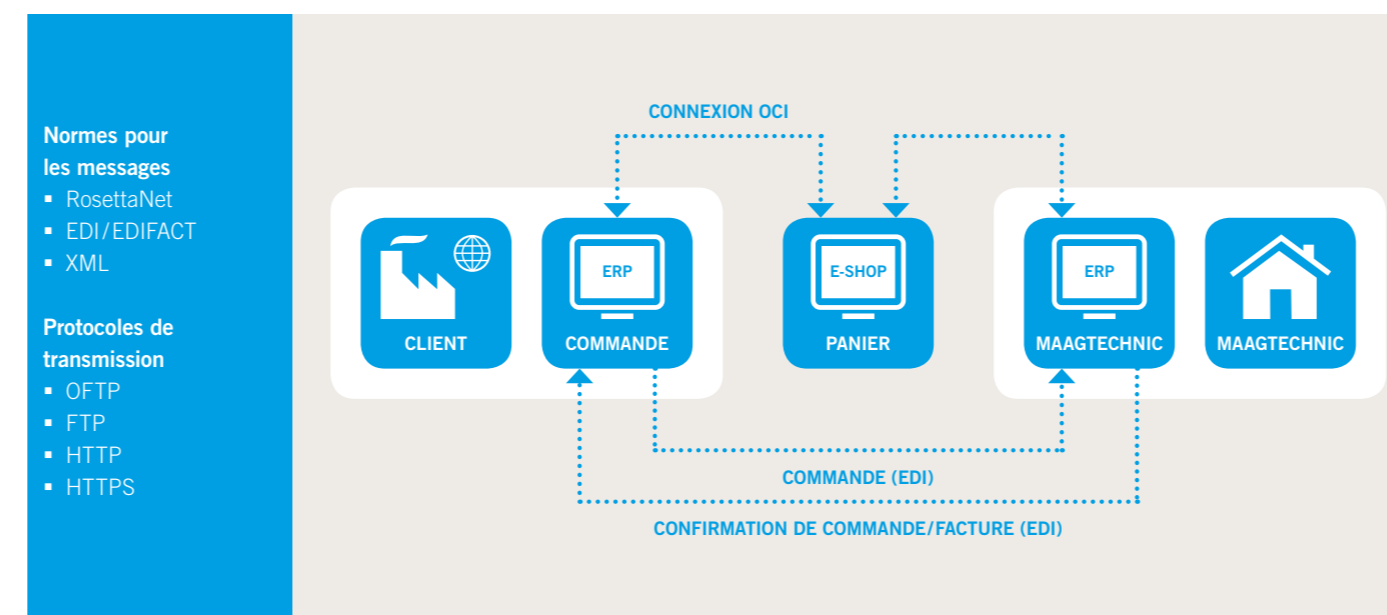 Normes pour
les messages
▪ RosettaNet
▪ EDI/EDIFACT
▪ XML
Protocoles de
transmission
▪ OFTP
▪ FTP
▪ HTTP
▪ HTTPS
CONNEXION OCI
ERP
E-SHOP
ERP
CLIENT
COMMANDE
PANIER
MAAGTECHNIC
MAAGTECHNIC
COMMANDE (EDI)
CONFIRMATION DE COMMANDE/FACTURE (EDI)